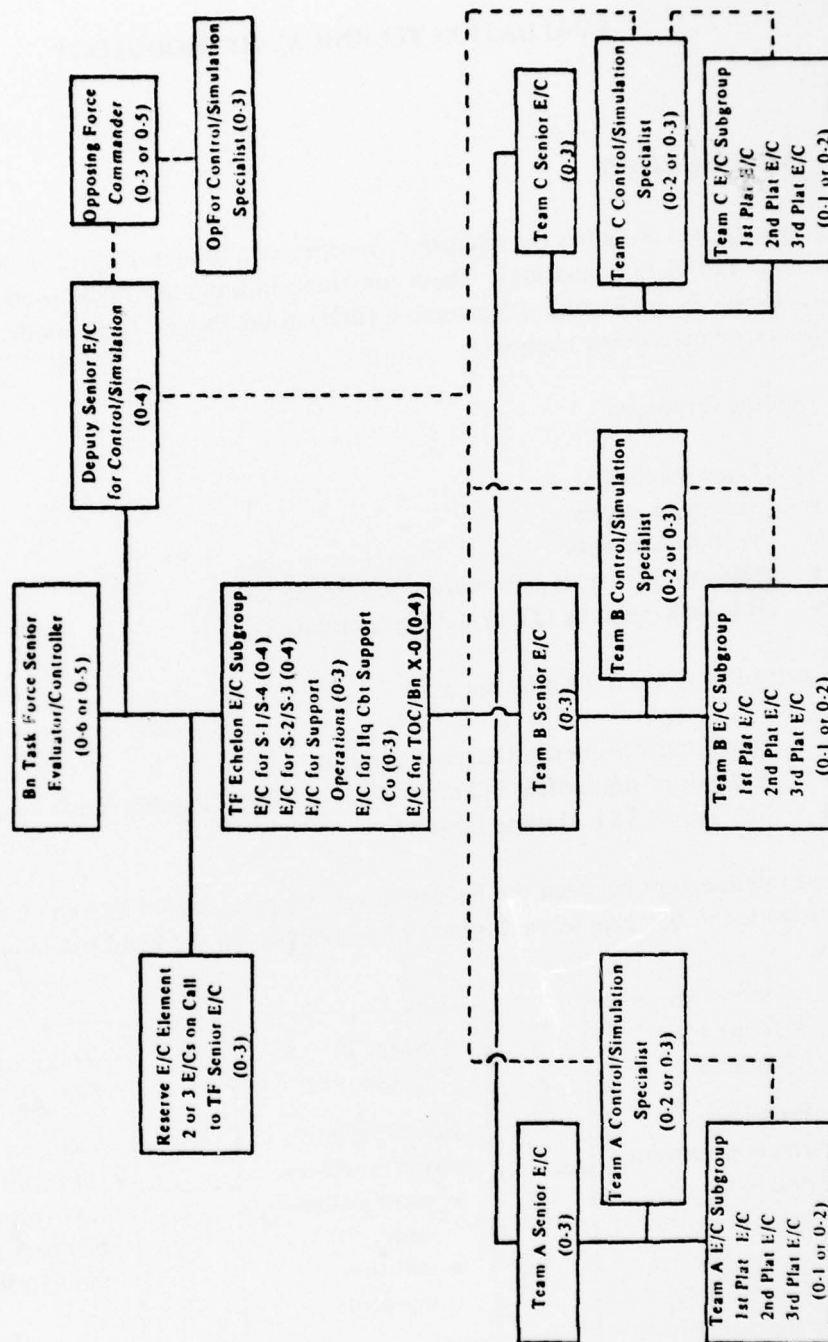 Bn Task Force Senior
Evaluator/Controller
(0-6 or 0-5)
Reserve E/C Element
2 or 3 E/Cs on Call
to TF Senior E/C
(0-3)
Deputy Senior E/C
for Control/Simulation
(0-4)
Opposing Force
Commander
(0-3 or 0-5)
OpFor Control/Simulation
Specialist (0-3)
TF Echelon E/C Subgroup
E/C for S-1/S-4 (0-4)
E/C for S-2/S-3 (0-4)
E/C for Support
Operations (0-3)
E/C for Hq Cbt Support
Co (0-3)
E/C for TOC/Bn X-0 (0-4)
Team A Senior E/C
(0-3)
Team A Control/Simulation
Specialist
(0-2 or 0-3)
Team A E/C Subgroup
1st Plat E/C
2nd Plat E/C
3rd Plat E/C
(0-1 or 0-2)
Team B Senior E/C
(0-3)
Team B Control/Simulation
Specialist
(0-2 or 0-3)
Team B E/C Subgroup
1st Plat E/C
2nd Plat E/C
3rd Plat E/C
(0-1 or 0-2)
Team C Senior E/C
(0-3)
Team C Control/Simulation
Specialist
(0-2 or 0-3)
Team C E/C Subgroup
1st Plat E/C
2nd Plat E/C
3rd Plat E/C
(0-1 or 0-2)